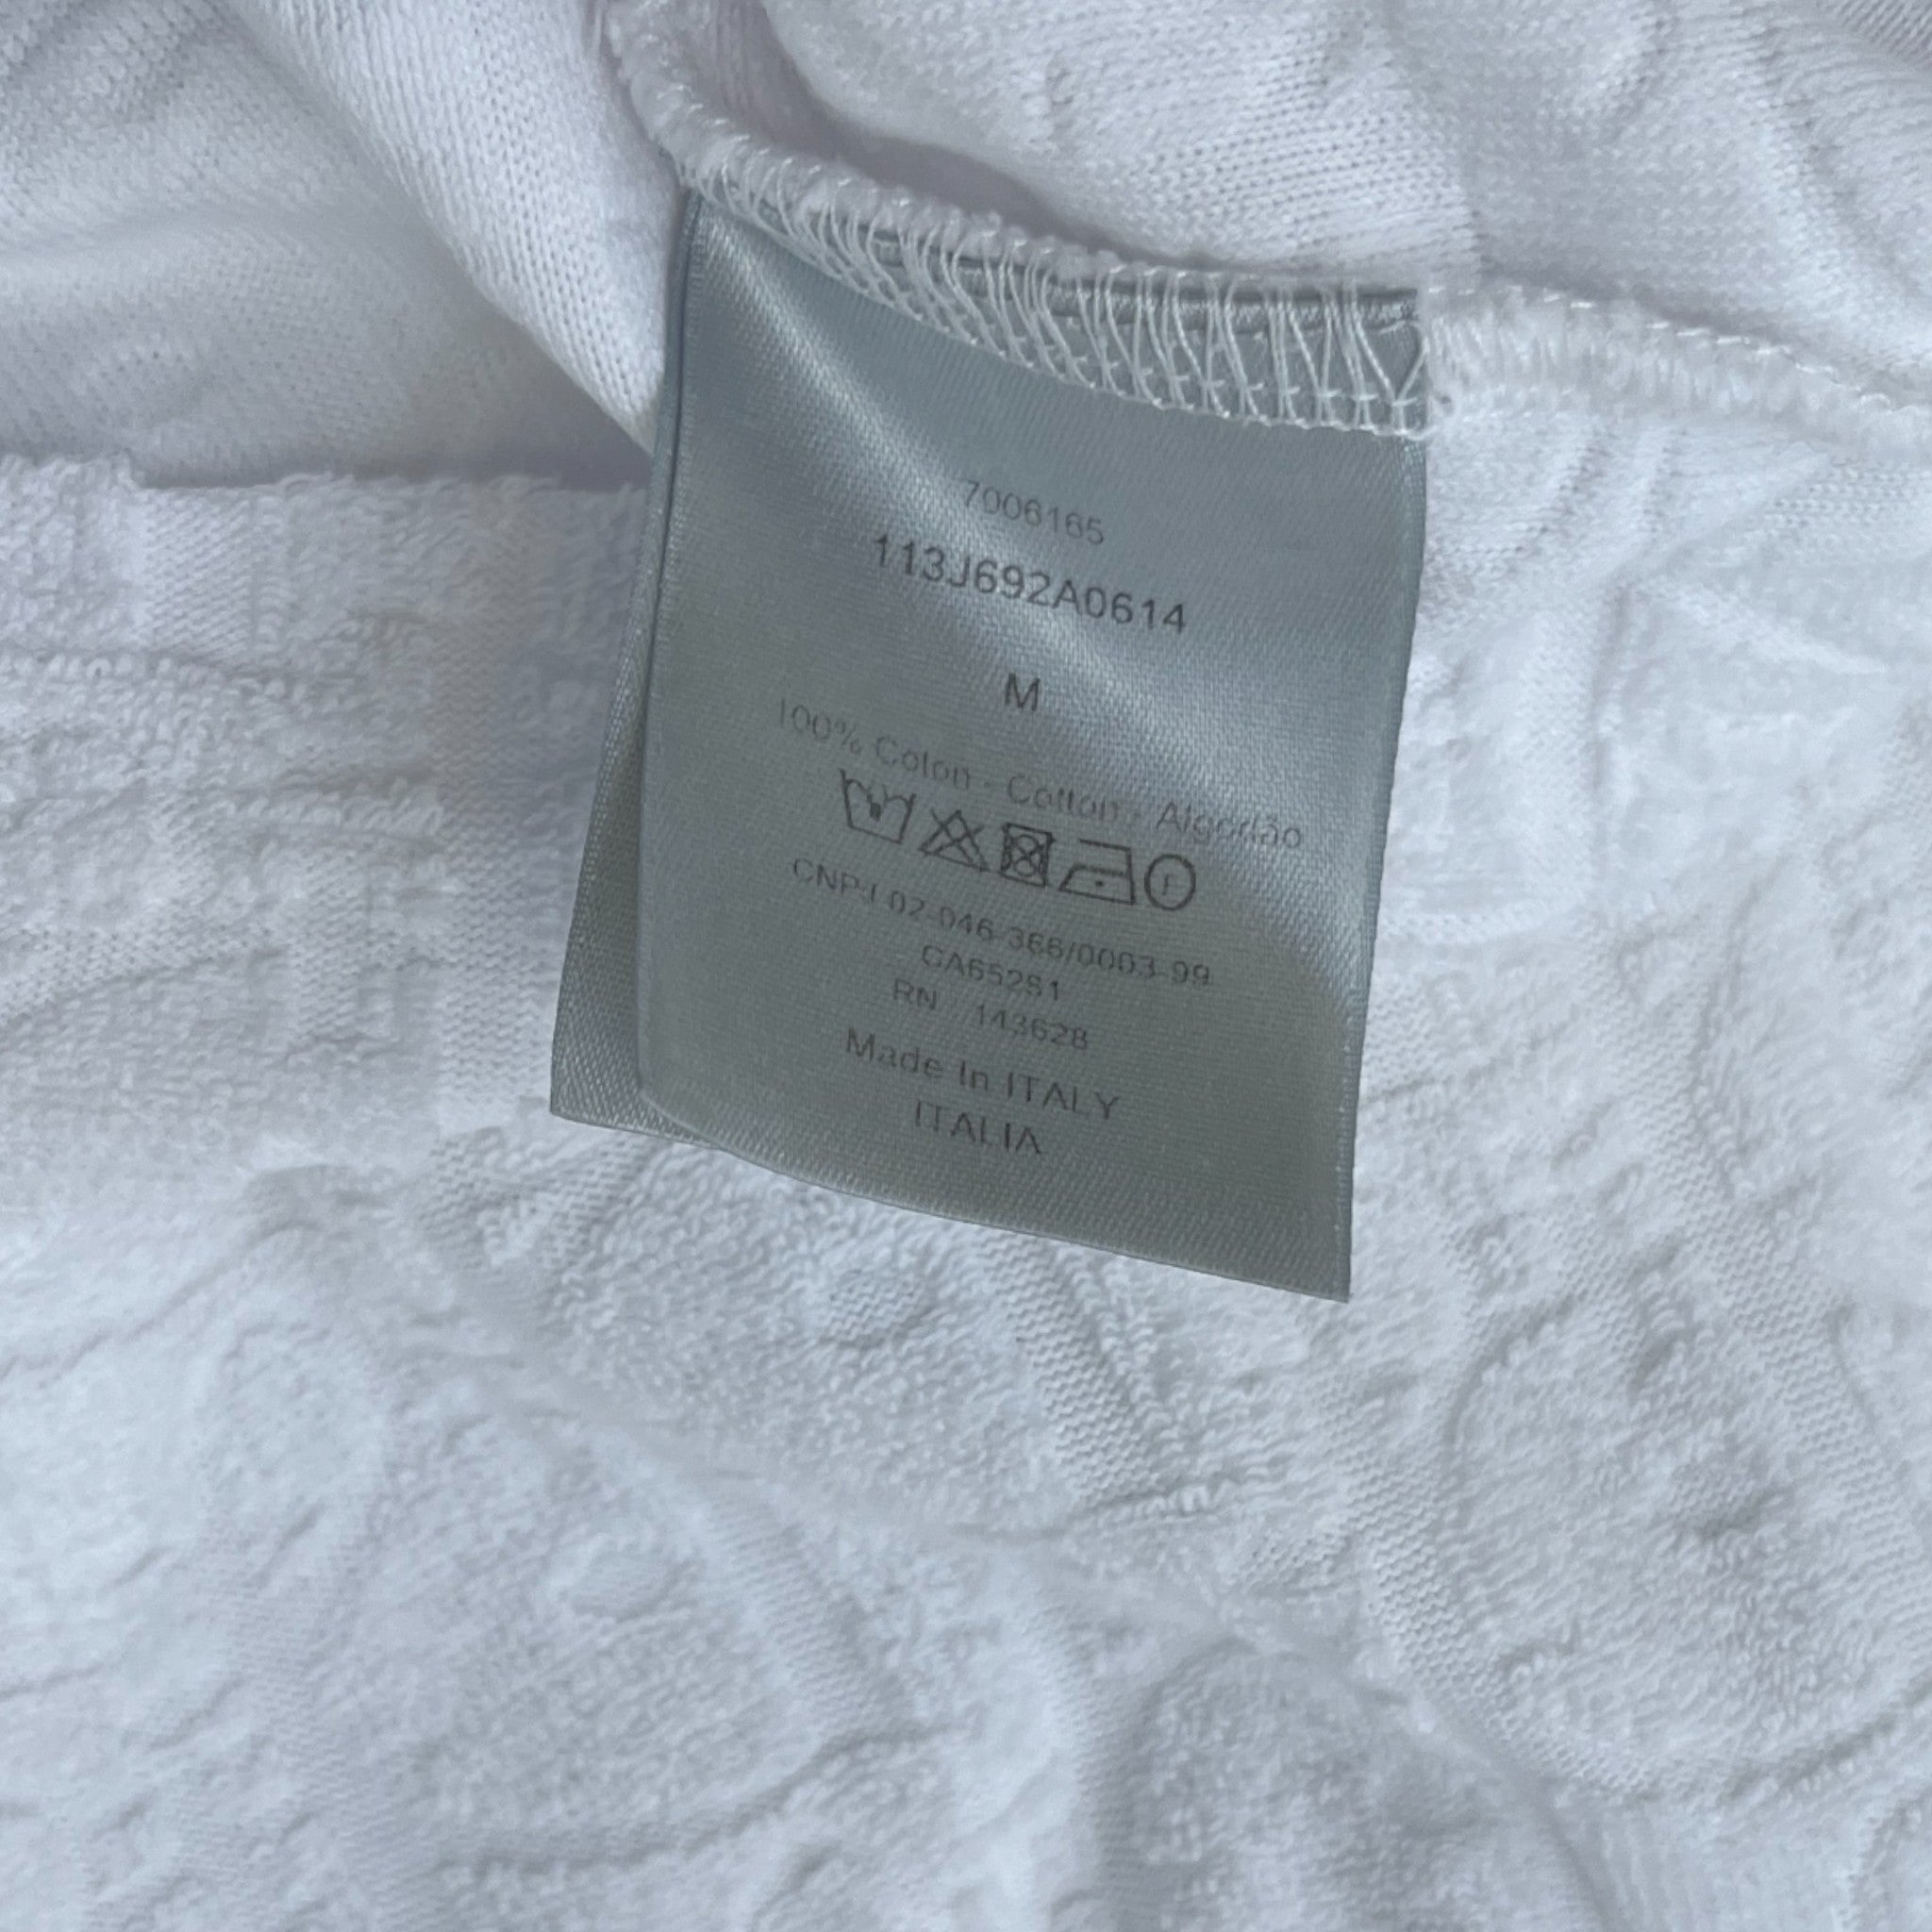 7006165
113J692A0614
M
100% Coton - Cotton - Algodão
CNPJ 02-046-366/0003-99
CA65281
RN : 143628
Made In ITALY
ITALIA